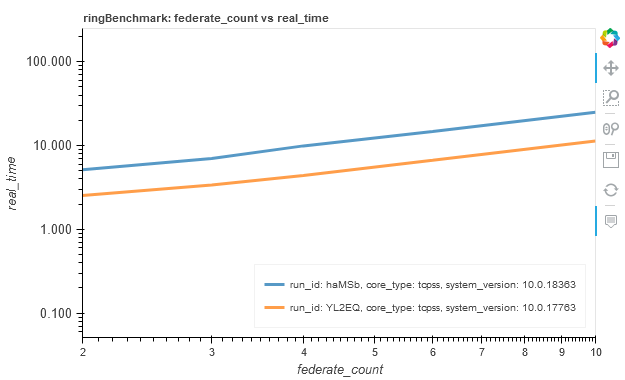 ringBenchmark: federate_count vs real_time
100.000
10.000
1.000
0.100
real_time
run_id: haMSb, core_type: tcpss, system_version: 10.0.18363
run_id: YL2EQ, core_type: tcpss, system_version: 10.0.17763
2 3 4 5 6 7 8 9 10
federate_count